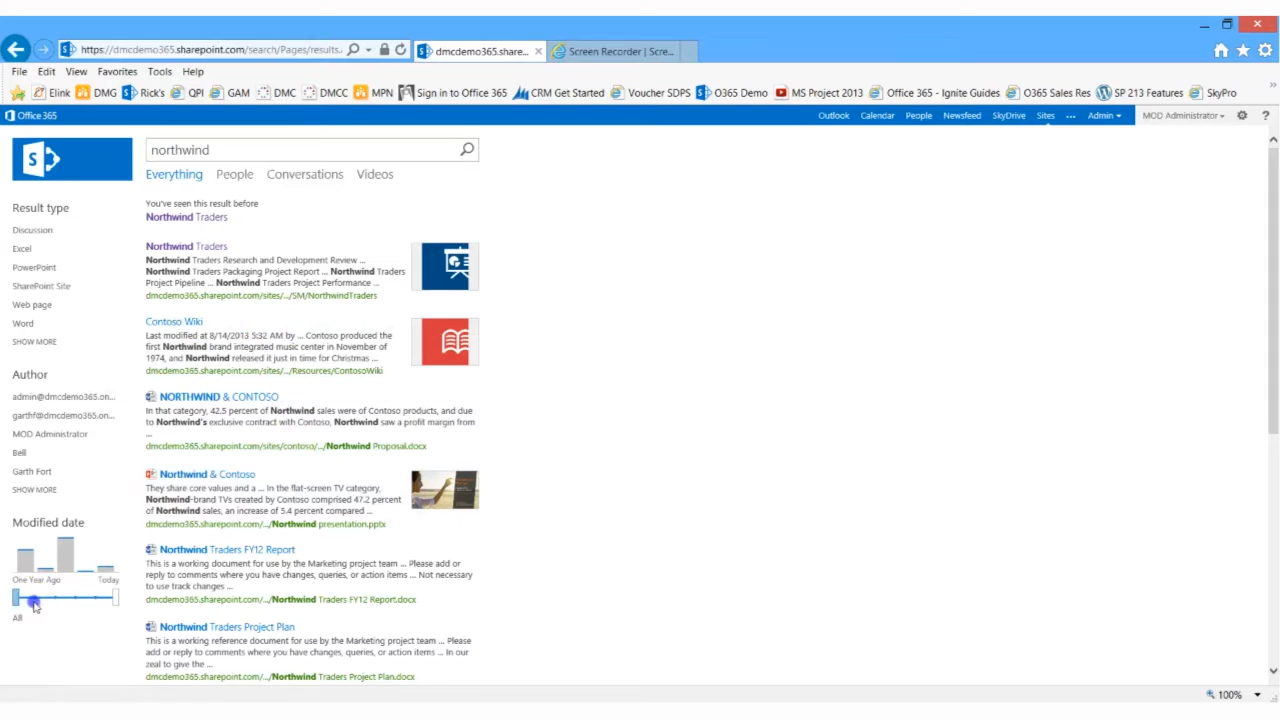 https://dmcdemo365.sharepoint.com/search/Pages/results.
dmcdemo365.share...
Screen Recorder | Scre...
File Edit View Favorites Tools Help
Elink DMG Rick's QPI GAM DMC DMCC MPN Sign in to Office 365 CRM Get Started Voucher SDPS O365 Demo MS Project 2013 Office 365 - Ignite Guides O365 Sales Res SP 213 Features SkyPro
Office 365
Outlook Calendar People Newsfeed SkyDrive Sites ... Admin MOD Administrator ?
northwind
Everything People Conversations Videos
Result type
Discussion
Excel
PowerPoint
SharePoint Site
Web page
Word
SHOW MORE
Author
admin@dmcdemo365.on...
garthf@dmcdemo365.on...
MOD Administrator
Bell
Garth Fort
SHOW MORE
Modified date
One Year Ago Today
All
You've seen this result before
Northwind Traders
Northwind Traders
Northwind Traders Research and Development Review ...
Northwind Traders Packaging Project Report ... Northwind Traders
Project Pipeline ... Northwind Traders Project Performance ...
dmcdemo365.sharepoint.com/sites/.../SM/NorthwindTraders
Contoso Wiki
Last modified at 8/14/2013 5:32 AM by ... Contoso produced the
first Northwind brand integrated music center in November of
1974, and Northwind released it just in time for Christmas ...
dmcdemo365.sharepoint.com/sites/.../Resources/ContosoWiki
NORTHWIND & CONTOSO
In that category, 42.5 percent of Northwind sales were of Contoso products, and due
to Northwind's exclusive contract with Contoso, Northwind saw a profit margin from
...
dmcdemo365.sharepoint.com/sites/contoso/.../Northwind Proposal.docx
Northwind & Contoso
They share core values and a ... In the flat-screen TV category,
Northwind-brand TVs created by Contoso comprised 47.2 percent
of Northwind sales, an increase of 5.4 percent compared ...
dmcdemo365.sharepoint.com/.../Northwind presentation.pptx
Northwind Traders FY12 Report
This is a working document for use by the Marketing project team ... Please add or
reply to comments where you have changes, queries, or action items ... Not necessary
to use track changes ...
dmcdemo365.sharepoint.com/.../Northwind Traders FY12 Report.docx
Northwind Traders Project Plan
This is a working reference document for use by the Marketing project team ... Please
add or reply to comments where you have changes, queries, or action items ... In our
zeal to give the ...
dmcdemo365.sharepoint.com/.../Northwind Traders Project Plan.docx
100%